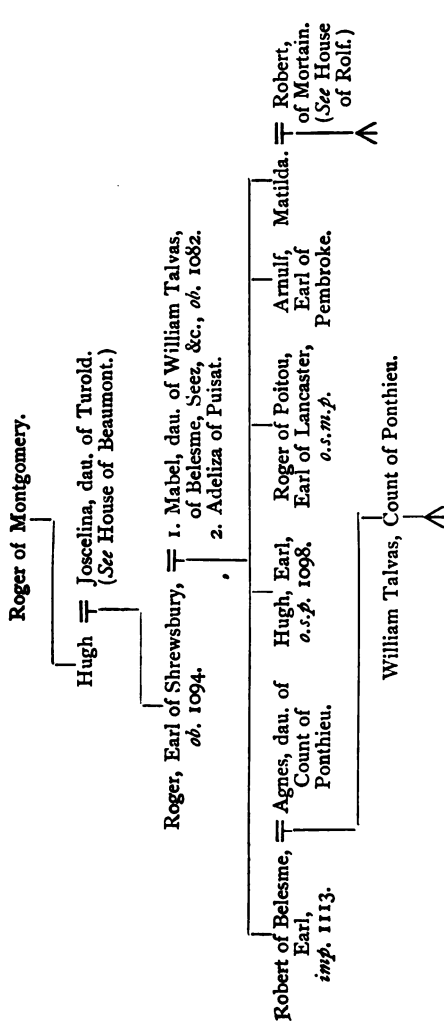 Roger of Montgomery.
Hugh = Joscelina, dau. of Turold.
(See House of Beaumont.)
Roger, Earl of Shrewsbury, = 1. Mabel, dau. of William Talvas,
ob. 1094.
of Belesme, Seez, &c., ob. 1082.
2. Adeliza of Puisat.
Robert of Belesme,
Earl,
imp. 1113.
= Agnes, dau. of
Count of
Ponthieu.
Hugh, Earl,
o.s.p. 1098.
Roger of Poitou,
Earl of Lancaster,
o.s.m.p.
Arnulf,
Earl of
Pembroke.
Matilda. = Robert,
of Mortain.
(See House
of Rolf.)
William Talvas, Count of Ponthieu.